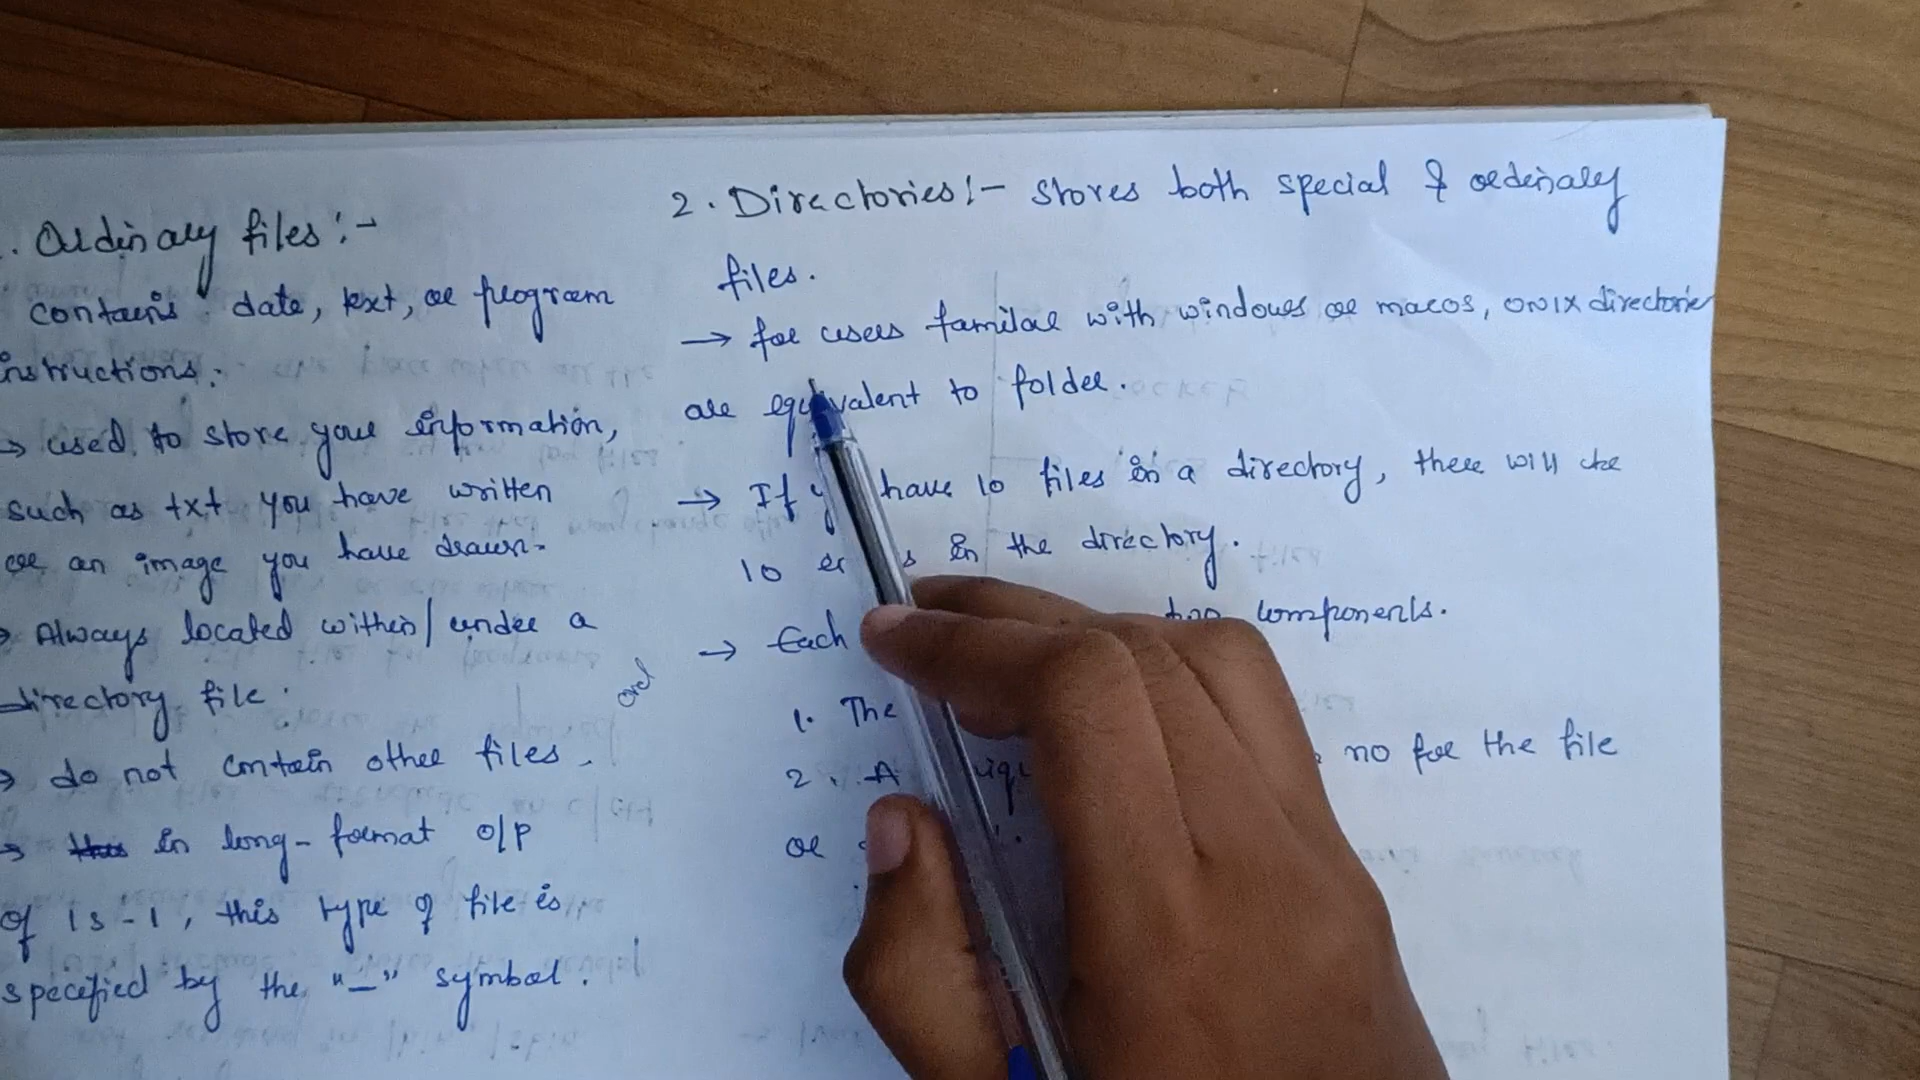 . Ordinary files :-
contains date, text, or program
instructions.
→ used to store your information,
such as txt you have written
or an image you have drawn.
→ Always located within/under a
directory file.
→ do not contain other files.
→ in long-format o/p
of ls-l, this type of file is
specified by the "-" symbol.
and
2. Directories :- stores both special & ordinary
files.
→ for users familar with windows or macos, UNIX directories
are equivalent to folder.
→ If have 10 files in a directory, there will be
10 in the directory.
→ Each two components.
1. The
2. A no for the file
or